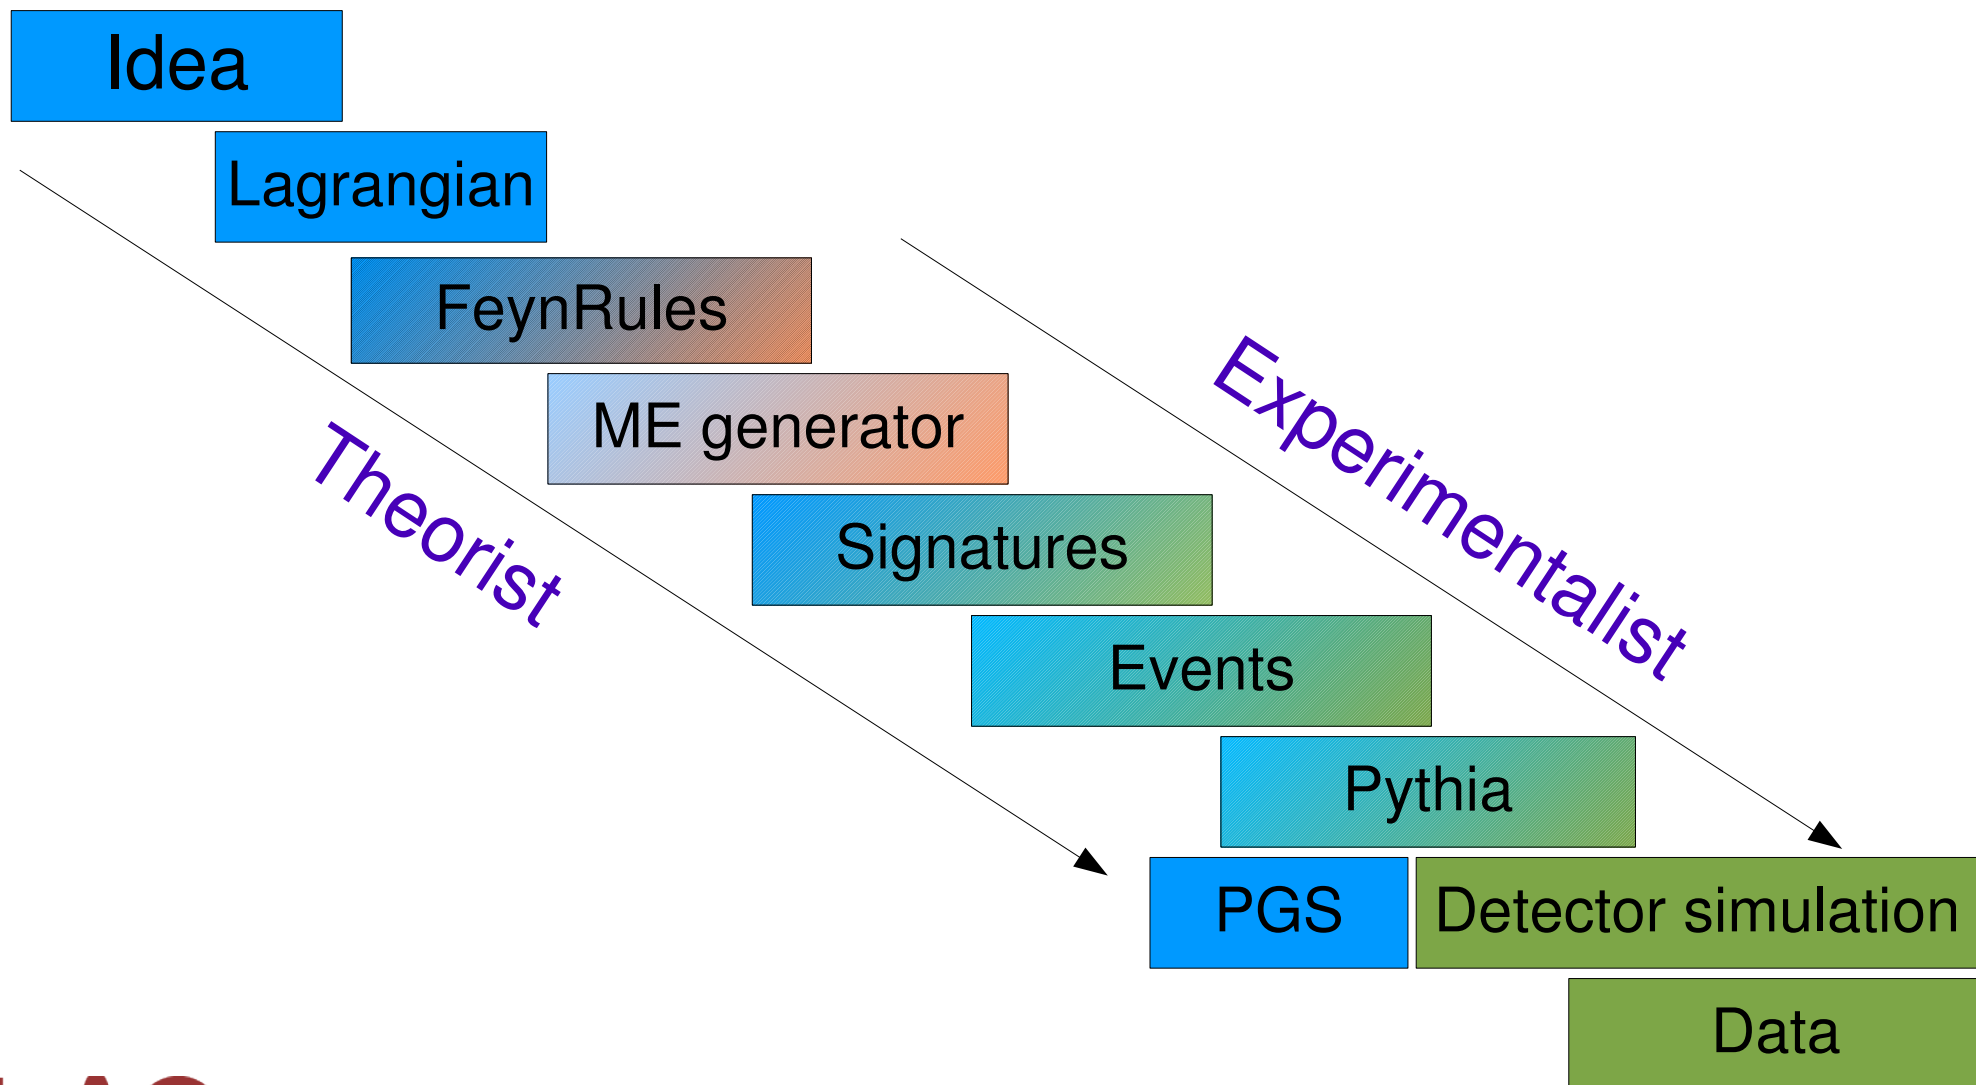 Idea
Lagrangian
FeynRules
ME generator
Signatures
Events
Pythia
PGS
Detector simulation
Data
Theorist
Experimentalist